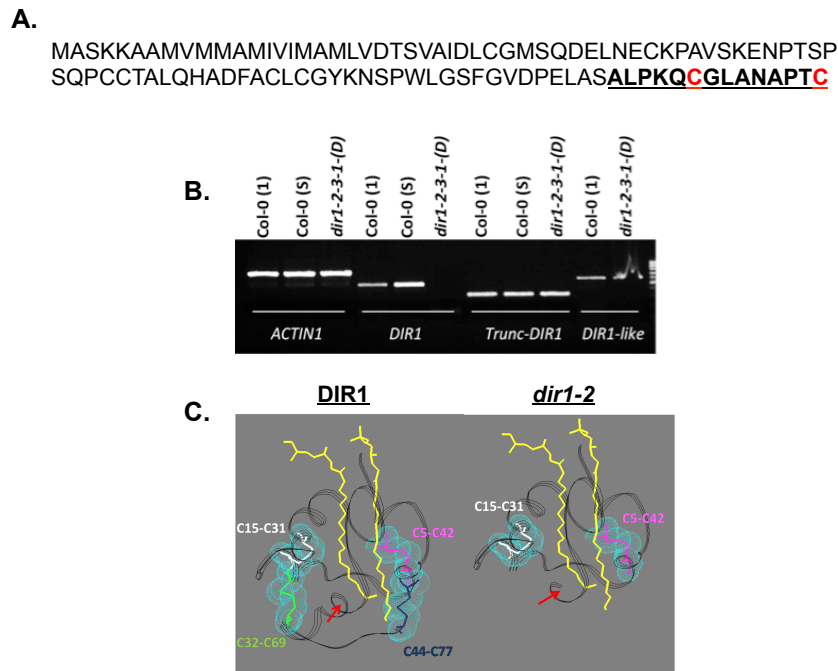 A.
MASKKAAMVMMAMIVIMAMLVDTSVAIDLCGMSQDELNECKPAVSKENPTSP
SQPCCTALQHADFACLCGYKNSPWLGSFGVDPELASALPKQCGLANAPTC
B.
Col-0 (1)
Col-0 (S)
dir1-2-3-1-(D)
Col-0 (1)
Col-0 (S)
dir1-2-3-1-(D)
Col-0 (1)
Col-0 (S)
dir1-2-3-1-(D)
Col-0 (1)
dir1-2-3-1-(D)
ACTIN1 DIR1 Trunc-DIR1 DIR1-like
C.
DIR1 dir1-2
C15-C31 C5-C42 C15-C31 C5-C42
C32-C69 C44-C77